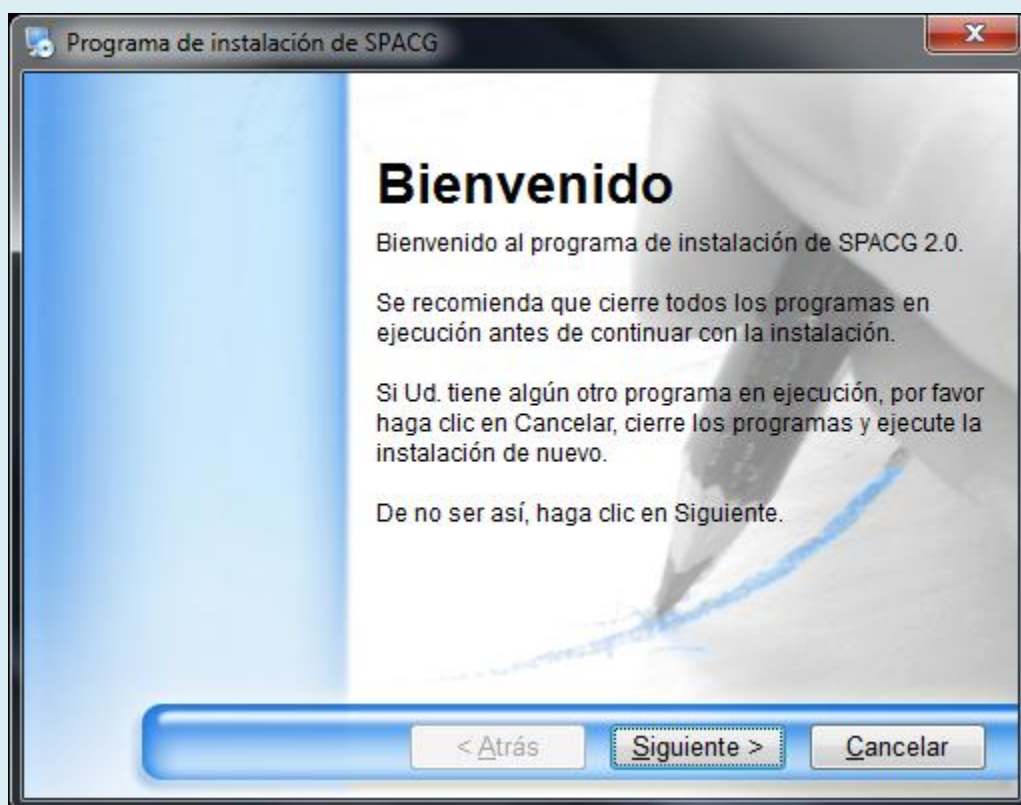 Programa de instalación de SPACG
Bienvenido
Bienvenido al programa de instalación de SPACG 2.0.
Se recomienda que cierre todos los programas en
ejecución antes de continuar con la instalación.
Si Ud. tiene algún otro programa en ejecución, por favor
haga clic en Cancelar, cierre los programas y ejecute la
instalación de nuevo.
De no ser así, haga clic en Siguiente.
< Atrás Siguiente > Cancelar